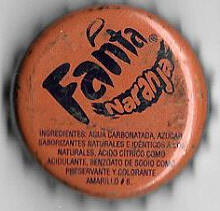 Fanta®
Naranja
INGREDIENTES: AGUA CARBONATADA, AZUCAR,
SABORIZANTES NATURALES E IDENTICOS A LOS
NATURALES, ACIDO CITRICO COMO
ACIDULANTE, BENZOATO DE SODIO COMO
PRESERVANTE Y COLORANTE
AMARILLO # 6.